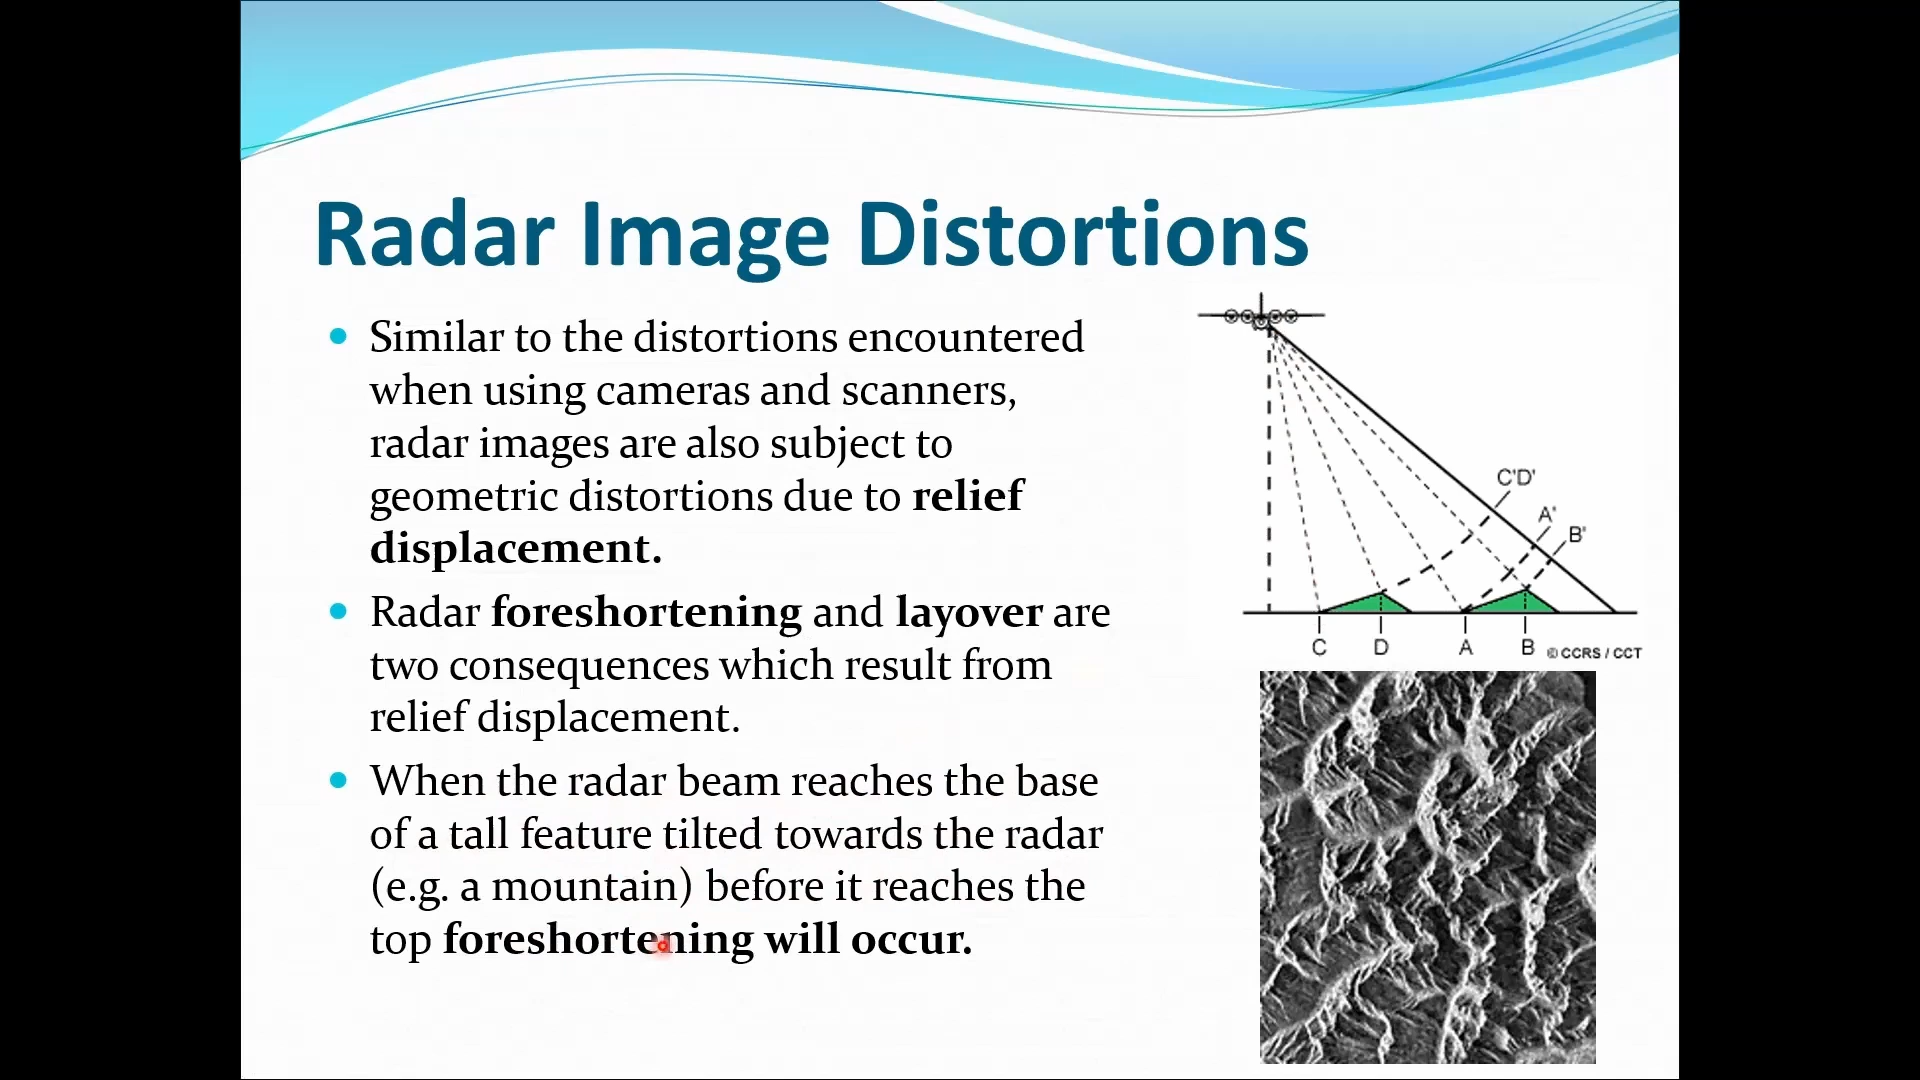 Radar Image Distortions
Similar to the distortions encountered
when using cameras and scanners,
radar images are also subject to
geometric distortions due to relief
displacement.
Radar foreshortening and layover are
two consequences which result from
relief displacement.
When the radar beam reaches the base
of a tall feature tilted towards the radar
(e.g. a mountain) before it reaches the
top foreshortening will occur.
C'D'
A'
B'
C D A B © CCRS / CCT